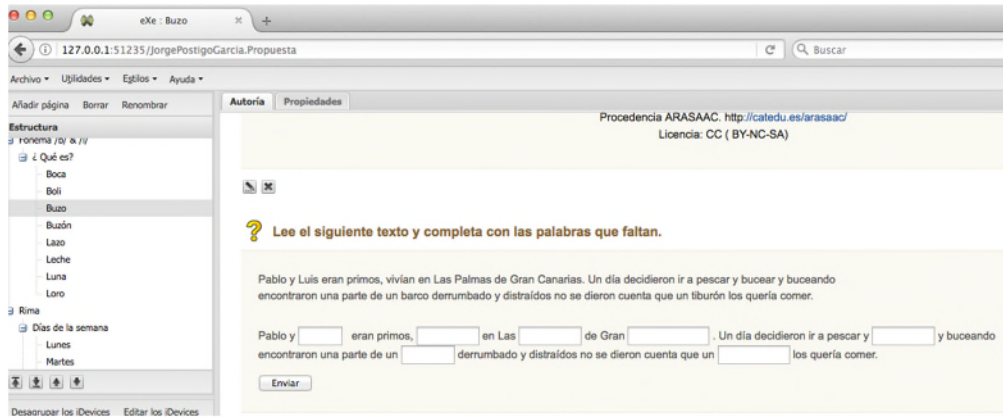 eXe : Buzo
127.0.0.1:51235/JorgePostigoGarcia.Propuesta
Buscar
Archivo Utilidades Estilos Ayuda
Añadir página Borrar Renombrar
Autoría Propiedades
Estructura
Fonema /b/ & /l/
¿ Qué es?
Boca
Boli
Buzo
Buzón
Lazo
Leche
Luna
Loro
Rima
Días de la semana
Lunes
Martes
Desagrupar los iDevices Editar los iDevices
Procedencia ARASAAC. http://catedu.es/arasaac/
Licencia: CC ( BY-NC-SA)
? Lee el siguiente texto y completa con las palabras que faltan.
Pablo y Luis eran primos, vivían en Las Palmas de Gran Canarias. Un día decidieron ir a pescar y bucear y buceando
encontraron una parte de un barco derrumbado y distraídos no se dieron cuenta que un tiburón los quería comer.
Pablo y eran primos, en Las de Gran . Un día decidieron ir a pescar y y buceando
encontraron una parte de un derrumbado y distraídos no se dieron cuenta que un los quería comer.
Enviar